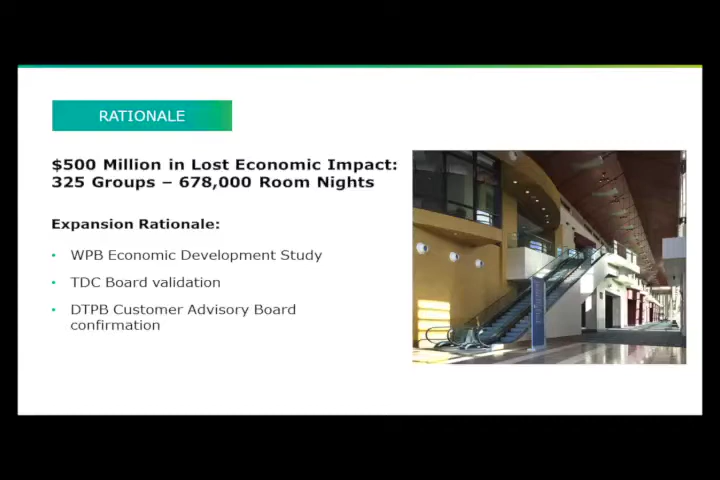 RATIONALE
$500 Million in Lost Economic Impact:
325 Groups – 678,000 Room Nights
Expansion Rationale:
• WPB Economic Development Study
• TDC Board validation
• DTPB Customer Advisory Board
confirmation